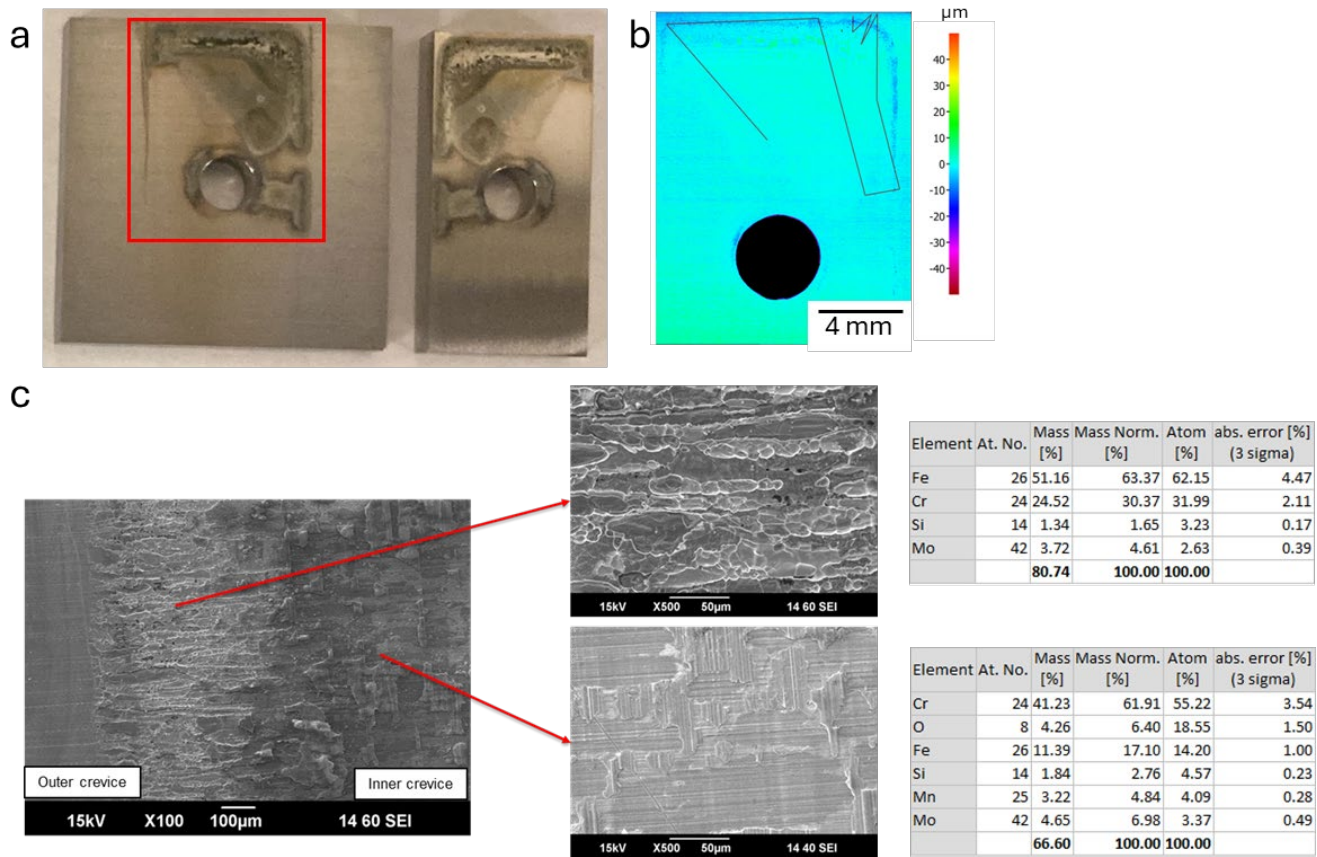 a
b
µm
40
30
20
10
0
-10
-20
-30
-40
4 mm
c
Outer crevice
Inner crevice
15kV X100 100µm 14 60 SEI
15kV X500 50µm 14 60 SEI
15kV X500 50µm 14 40 SEI
Element At. No. Mass [%] Mass Norm. [%] Atom [%] abs. error [%] (3 sigma)
Fe 26 51.16 63.37 62.15 4.47
Cr 24 24.52 30.37 31.99 2.11
Si 14 1.34 1.65 3.23 0.17
Mo 42 3.72 4.61 2.63 0.39
80.74 100.00 100.00
Element At. No. Mass [%] Mass Norm. [%] Atom [%] abs. error [%] (3 sigma)
Cr 24 41.23 61.91 55.22 3.54
O 8 4.26 6.40 18.55 1.50
Fe 26 11.39 17.10 14.20 1.00
Si 14 1.84 2.76 4.57 0.23
Mn 25 3.22 4.84 4.09 0.28
Mo 42 4.65 6.98 3.37 0.49
66.60 100.00 100.00